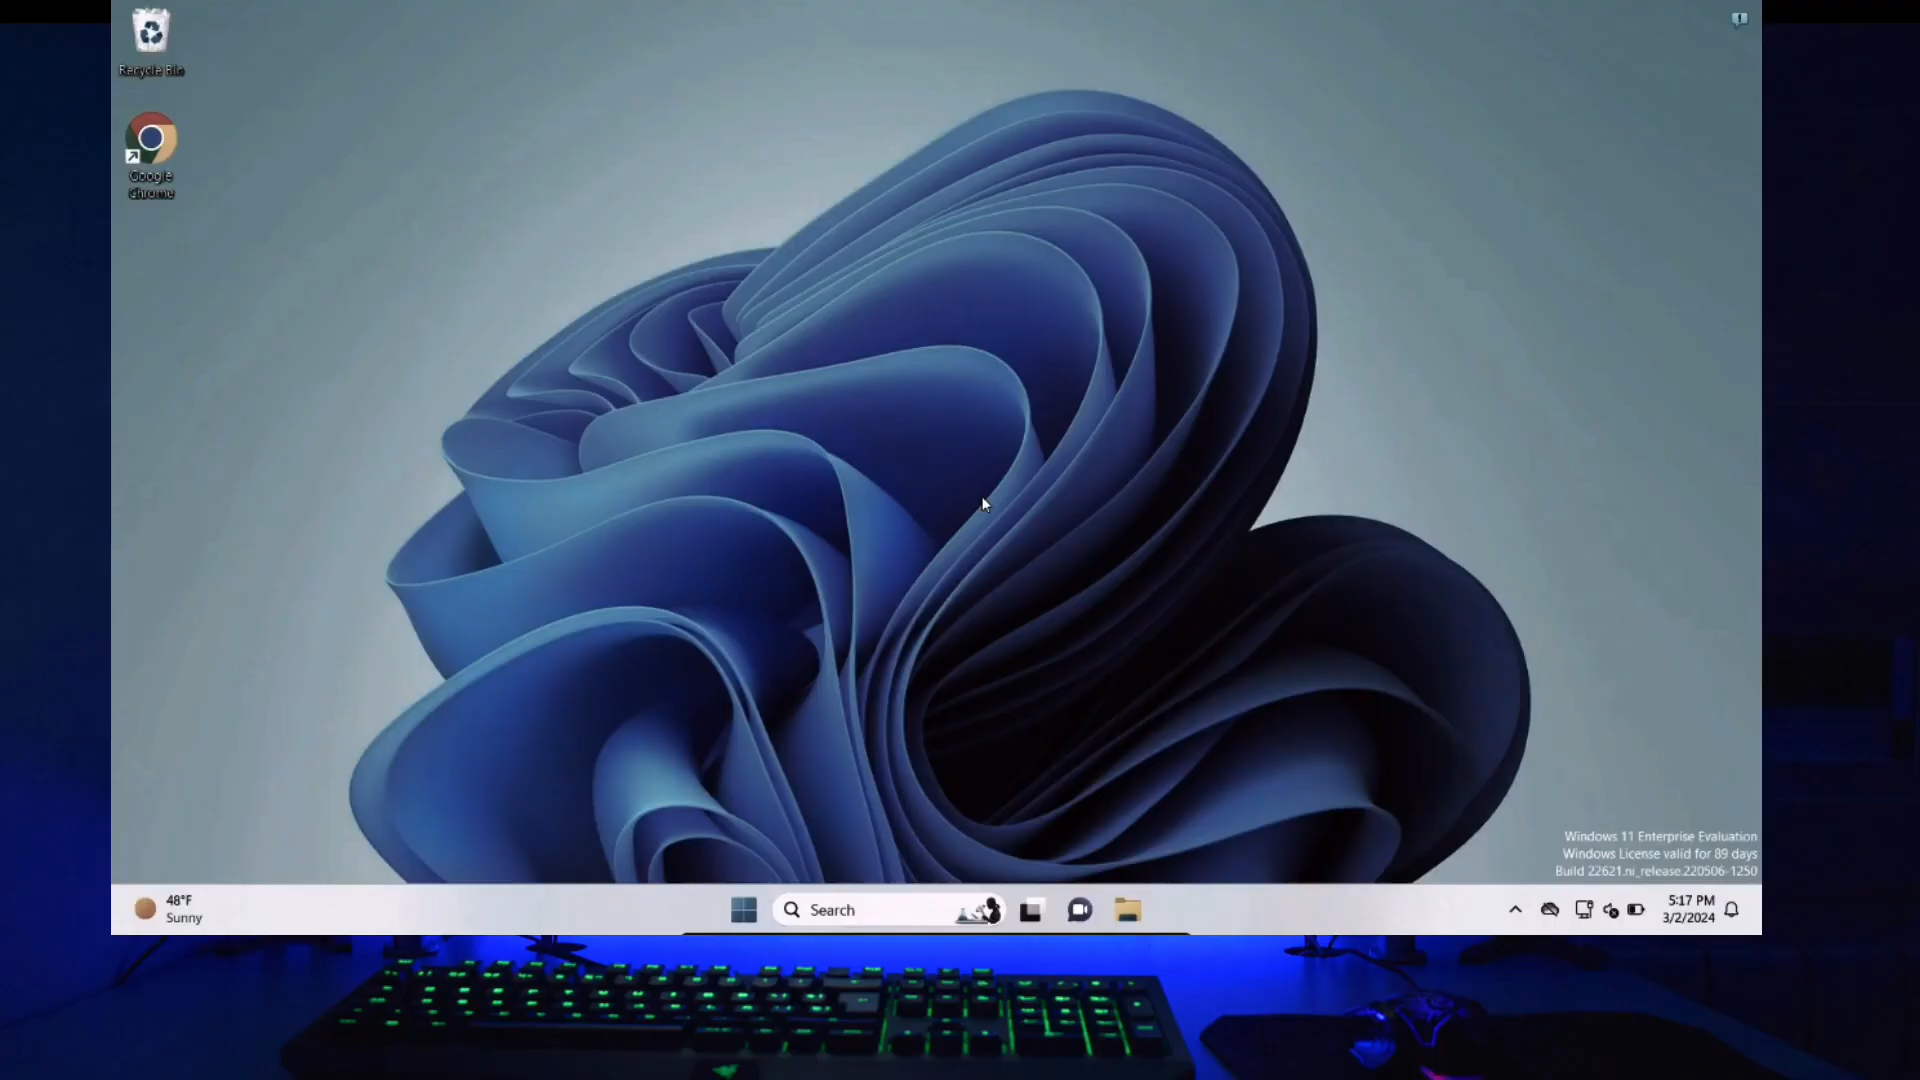 Recycle Bin
Google
Chrome
Windows 11 Enterprise Evaluation
Windows License valid for 89 days
Build 22621.ni_release.220506-1250
48°F
Sunny
Search
5:17 PM
3/2/2024